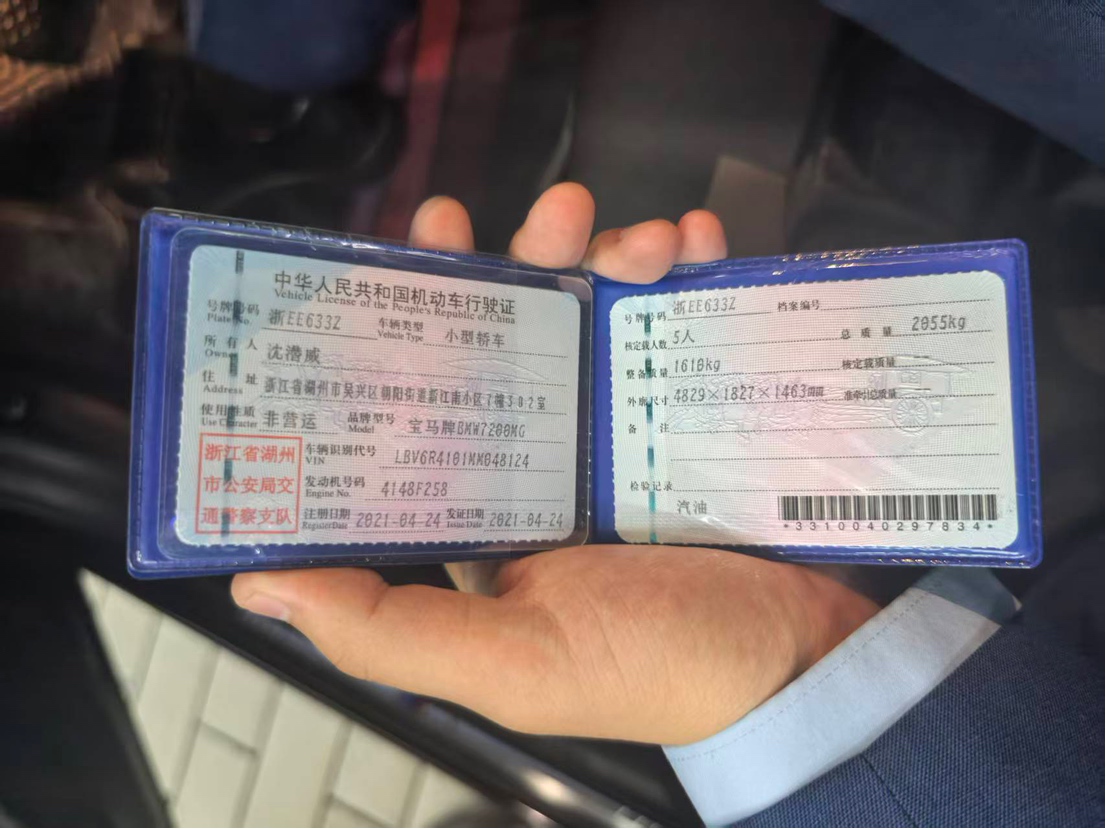 中华人民共和国机动车行驶证
Vehicle License of the People's Republic of China
号牌号码 浙EE633Z 车辆类型 小型轿车
Plate No. Vehicle Type
所有人 沈潜威
Owner
住址 浙江省湖州市吴兴区朝阳街道新江南小区7幢302室
Address
使用性质 非营运 品牌型号 宝马牌BMW7200MG
Use Character Model
浙江省湖州
市公安局交
通警察支队
车辆识别代号 LBV6R4101MM048124
VIN
发动机号码 4148F258
Engine No.
注册日期 2021-04-24 发证日期 2021-04-24
Register Date Issue Date
号牌号码 浙EE633Z 档案编号
核定载人数 5人 总质量 2055kg
整备质量 1610kg 核定载质量
外廓尺寸 4829×1827×1463mm 准牵引总质量
备注
检验记录
汽油
*3310040297834*